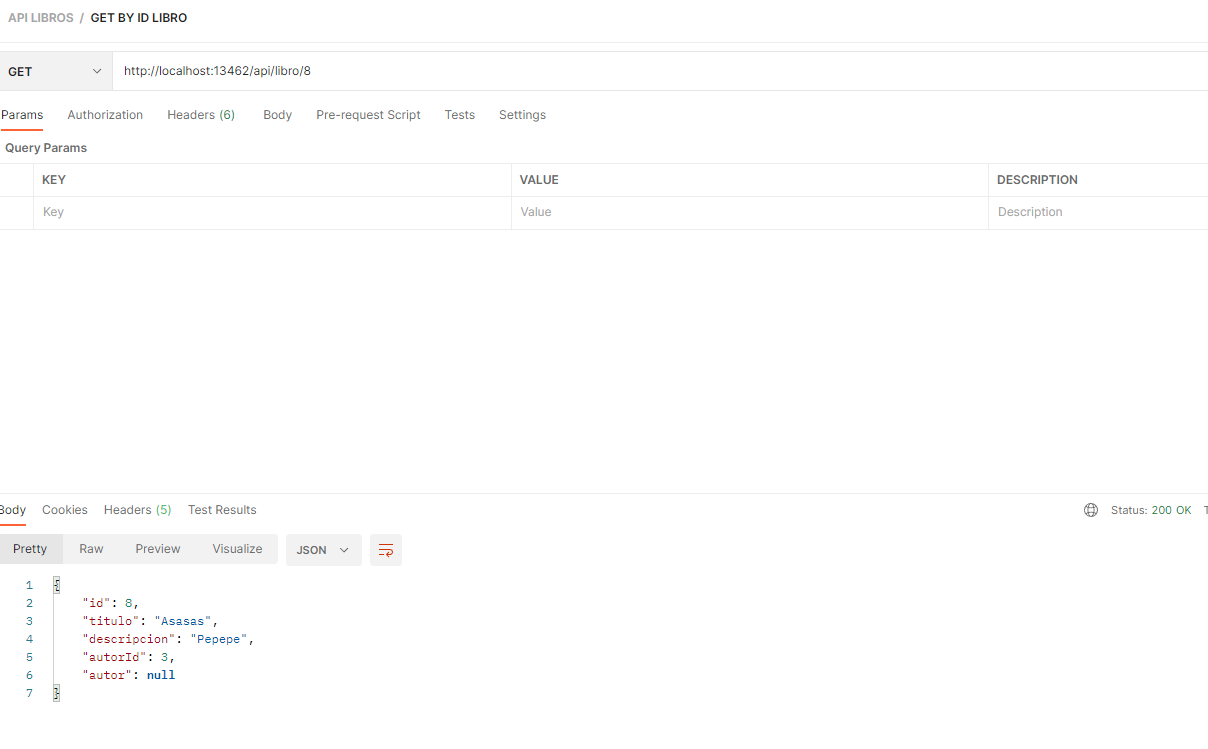 API LIBROS / GET BY ID LIBRO
GET http://localhost:13462/api/libro/8
Params Authorization Headers (6) Body Pre-request Script Tests Settings
Query Params
KEY VALUE DESCRIPTION
Key Value Description
Body Cookies Headers (5) Test Results Status: 200 OK
Pretty Raw Preview Visualize JSON
1 {
2 "id": 8,
3 "titulo": "Asasas",
4 "descripcion": "Pepepe",
5 "autorId": 3,
6 "autor": null
7 }